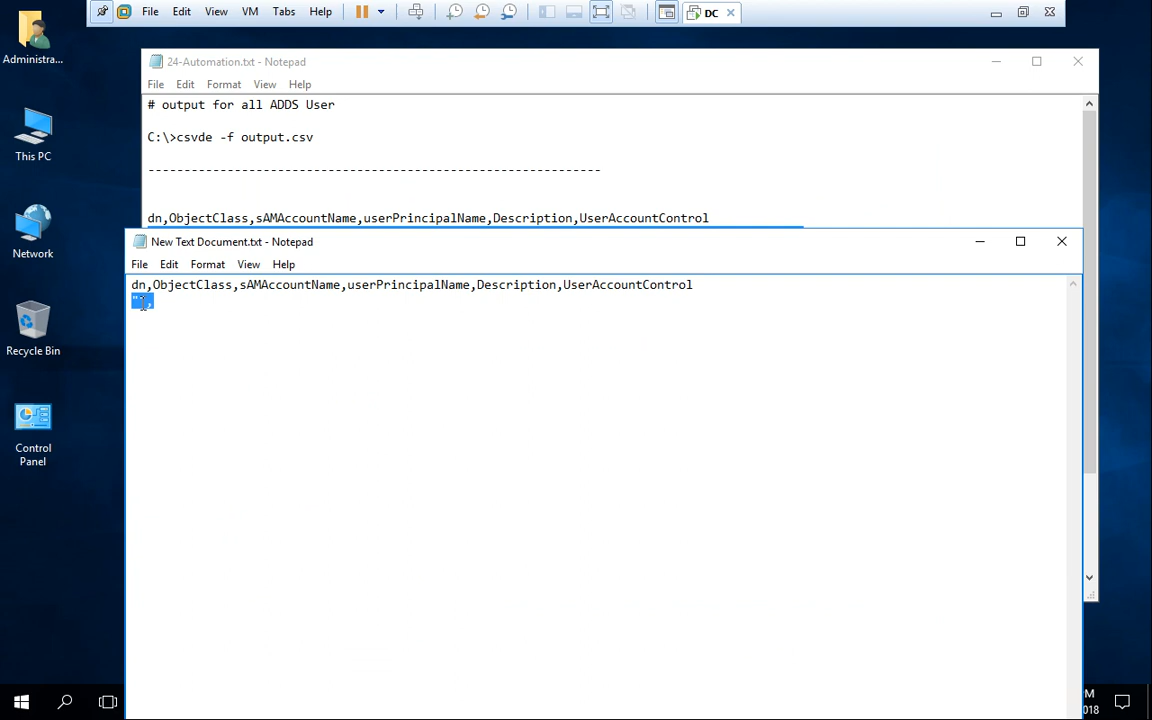 File Edit View VM Tabs Help
DC
Administra...
This PC
Network
Recycle Bin
Control
Panel
24-Automation.txt - Notepad
File Edit Format View Help
# output for all ADDS User
C:\>csvde -f output.csv
---------------------------------------------------------------
dn,ObjectClass,sAMAccountName,userPrincipalName,Description,UserAccountControl
New Text Document.txt - Notepad
File Edit Format View Help
dn,ObjectClass,sAMAccountName,userPrincipalName,Description,UserAccountControl
"",
M
018